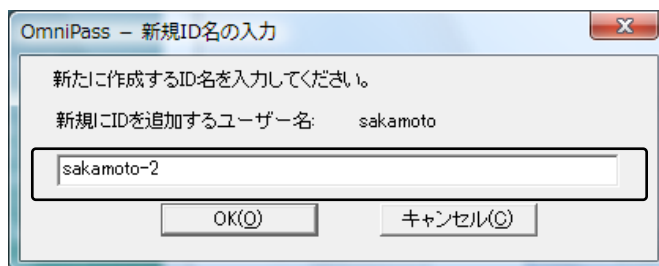 OmniPass － 新規ID名の入力
新たに作成するID名を入力してください。
新規にIDを追加するユーザー名: sakamoto
sakamoto-2
OK(O) キャンセル(C)